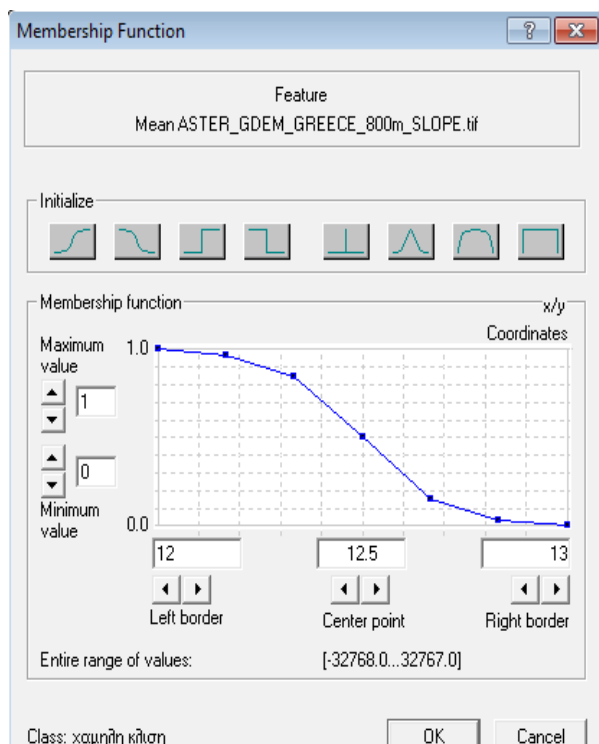 Membership Function
Feature
Mean ASTER_GDEM_GREECE_800m_SLOPE.tif
Initialize
Membership function
x/y
Coordinates
Maximum
value
1.0
1
0
Minimum
value
0.0
12 12.5 13
Left border Center point Right border
Entire range of values: [-32768.0...32767.0]
Class: χαμηλη κλιση OK Cancel